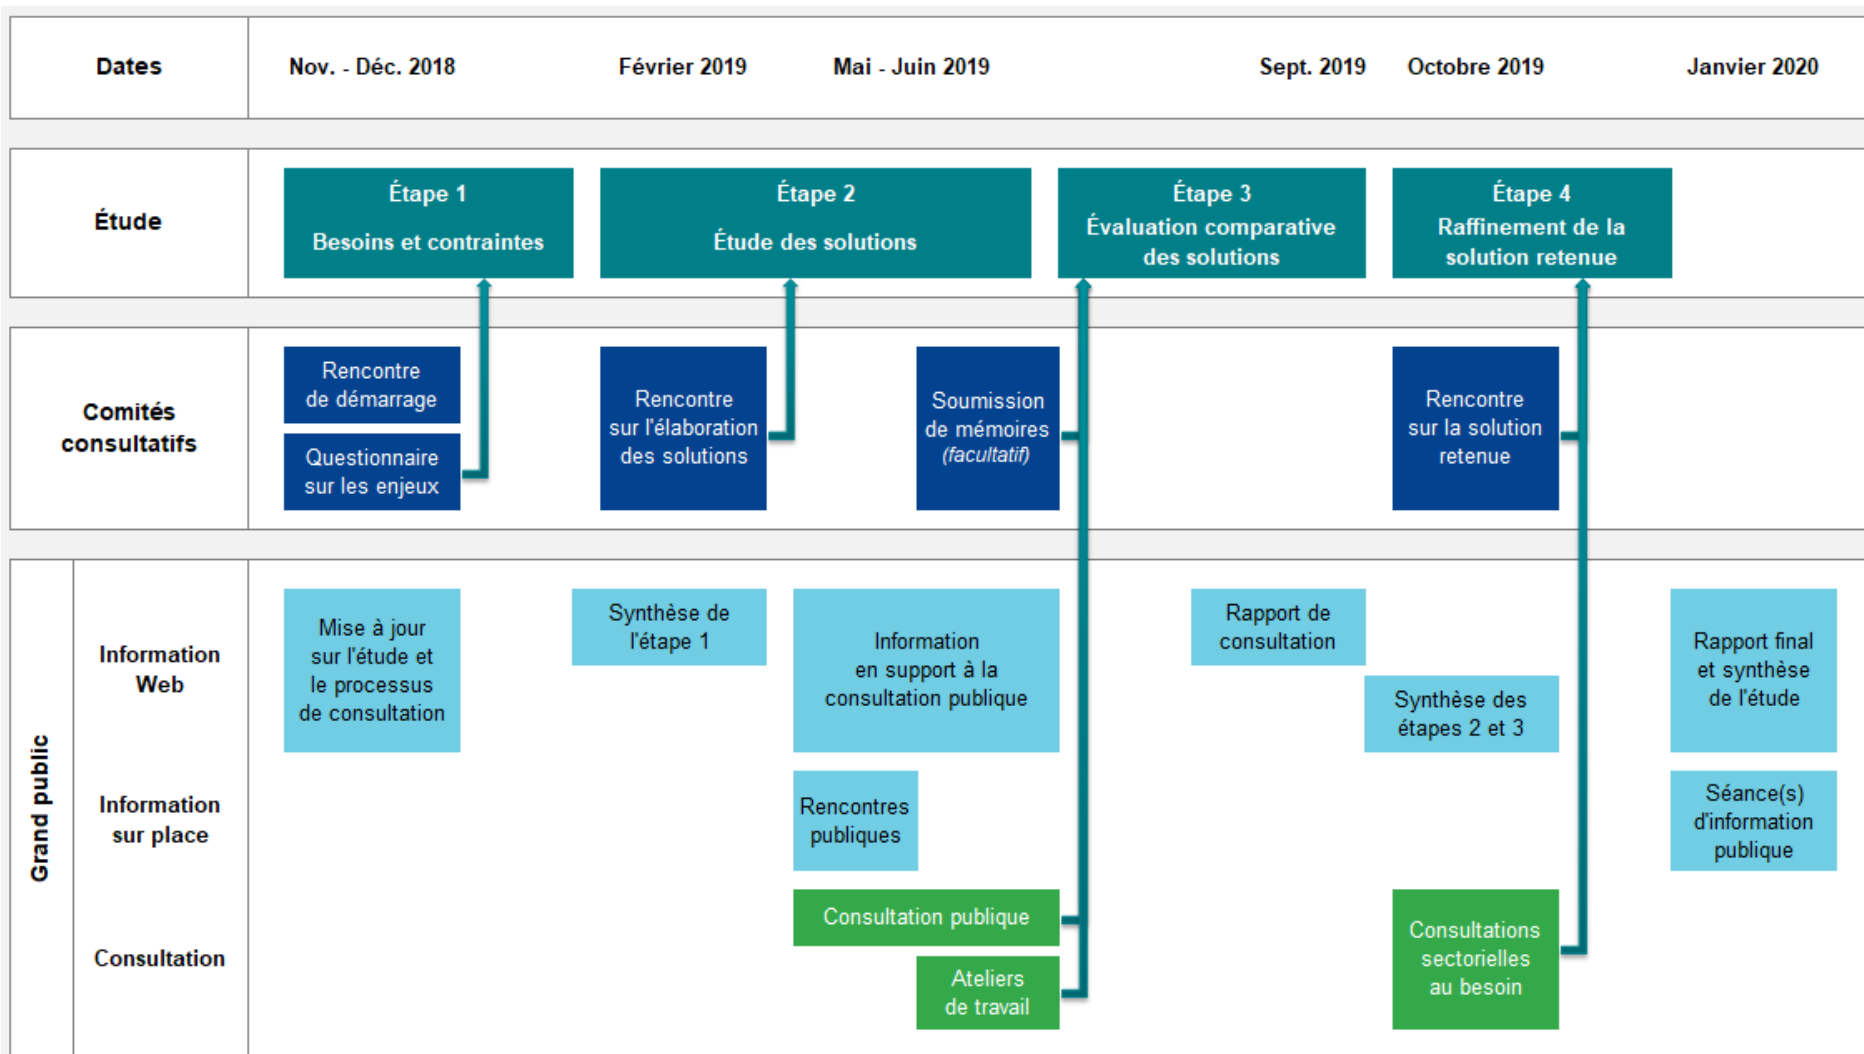 Dates
Nov. - Déc. 2018
Février 2019
Mai - Juin 2019
Sept. 2019
Octobre 2019
Janvier 2020
Étude
Étape 1
Besoins et contraintes
Étape 2
Étude des solutions
Étape 3
Évaluation comparative
des solutions
Étape 4
Raffinement de la
solution retenue
Comités
consultatifs
Rencontre
de démarrage
Questionnaire
sur les enjeux
Rencontre
sur l'élaboration
des solutions
Soumission
de mémoires
(facultatif)
Rencontre
sur la solution
retenue
Grand public
Information
Web
Mise à jour
sur l'étude et
le processus
de consultation
Synthèse de
l'étape 1
Information
en support à la
consultation publique
Rapport de
consultation
Synthèse des
étapes 2 et 3
Rapport final
et synthèse
de l'étude
Information
sur place
Rencontres
publiques
Séance(s)
d'information
publique
Consultation
Consultation publique
Ateliers
de travail
Consultations
sectorielles
au besoin